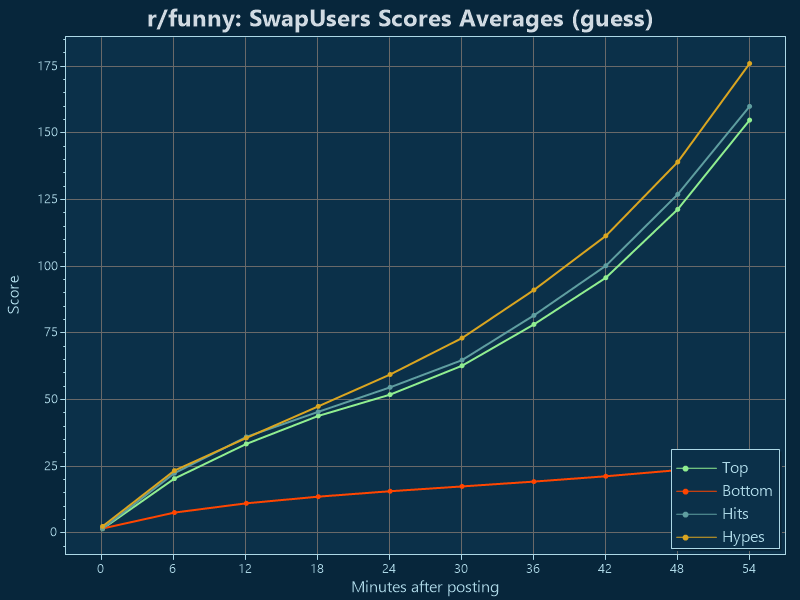 r/funny: SwapUsers Scores Averages (guess)
175
150
125
100
75
50
25
0
Score
0 6 12 18 24 30 36 42 48 54
Minutes after posting
Top
Bottom
Hits
Hypes